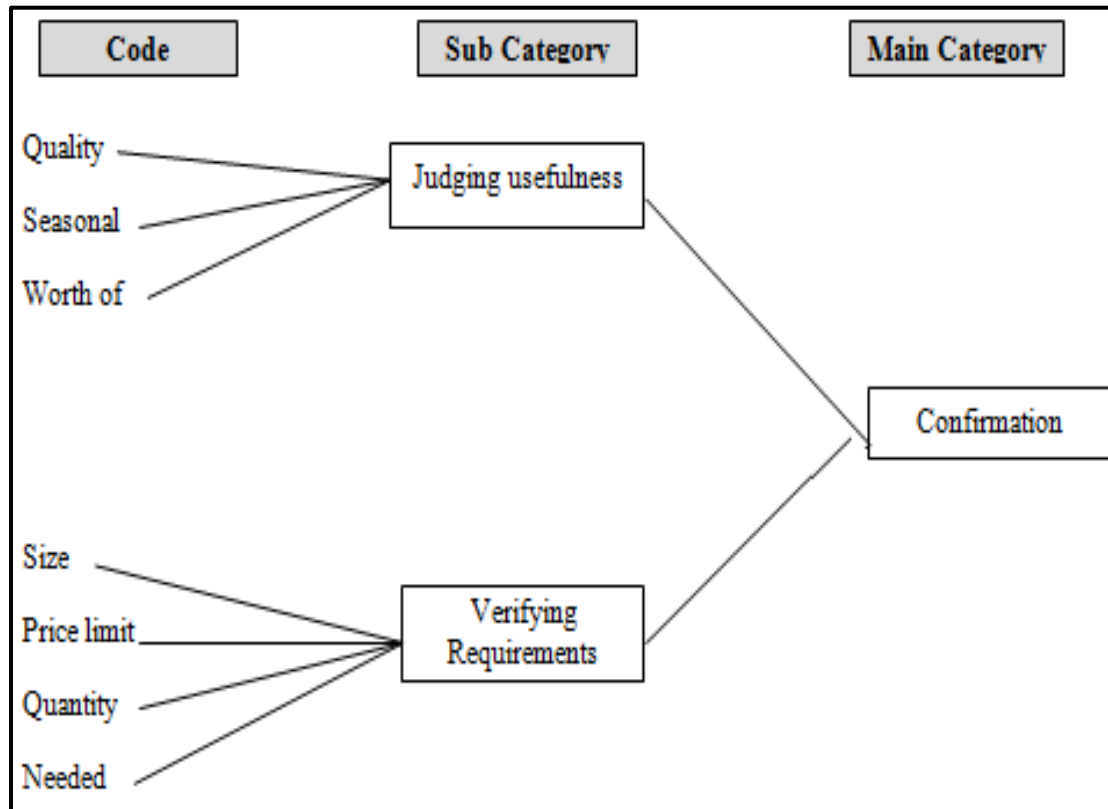 Code
Sub Category
Main Category
Quality
Seasonal
Worth of
Judging usefulness
Confirmation
Size
Price limit
Quantity
Needed
Verifying
Requirements